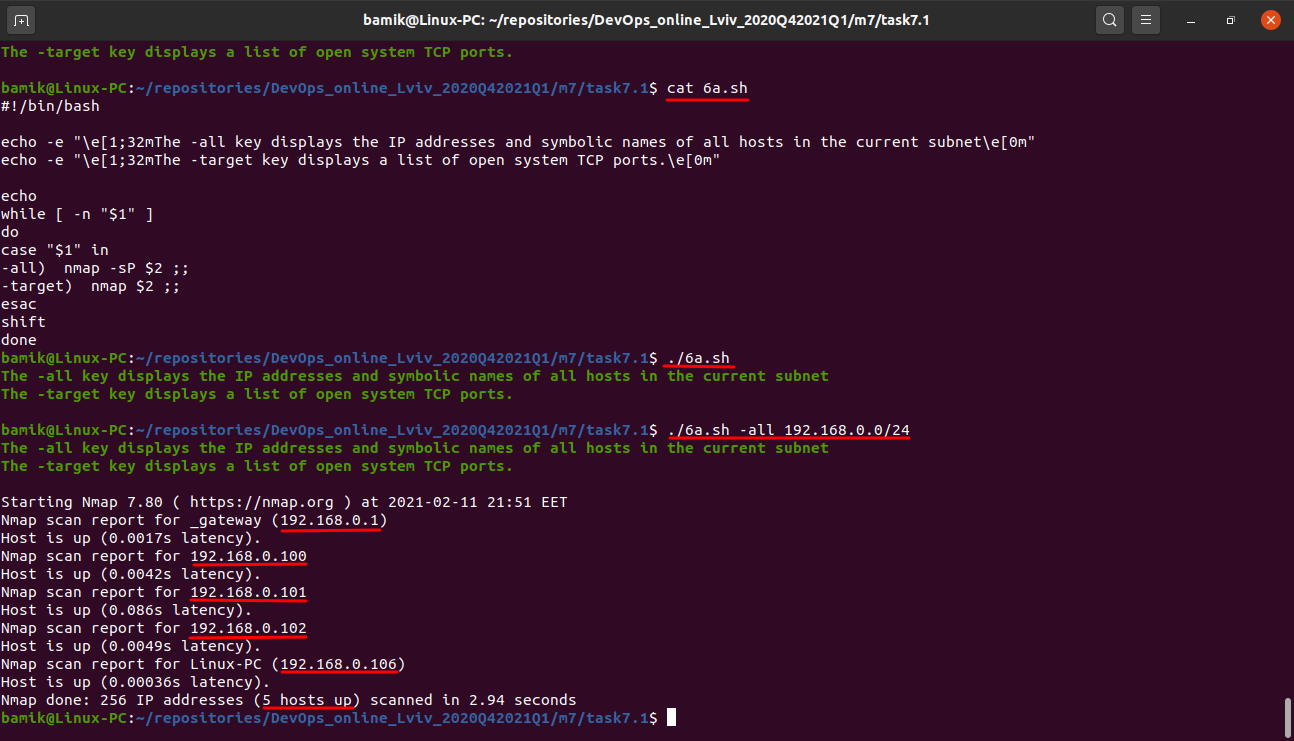 bamik@Linux-PC: ~/repositories/DevOps_online_Lviv_2020Q42021Q1/m7/task7.1
The -target key displays a list of open system TCP ports.
bamik@Linux-PC:~/repositories/DevOps_online_Lviv_2020Q42021Q1/m7/task7.1$ cat 6a.sh
#!/bin/bash
echo -e "\e[1;32mThe -all key displays the IP addresses and symbolic names of all hosts in the current subnet\e[0m"
echo -e "\e[1;32mThe -target key displays a list of open system TCP ports.\e[0m"
echo
while [ -n "$1" ]
do
case "$1" in
-all)  nmap -sP $2 ;;
-target)  nmap $2 ;;
esac
shift
done
bamik@Linux-PC:~/repositories/DevOps_online_Lviv_2020Q42021Q1/m7/task7.1$ ./6a.sh
The -all key displays the IP addresses and symbolic names of all hosts in the current subnet
The -target key displays a list of open system TCP ports.
bamik@Linux-PC:~/repositories/DevOps_online_Lviv_2020Q42021Q1/m7/task7.1$ ./6a.sh -all 192.168.0.0/24
The -all key displays the IP addresses and symbolic names of all hosts in the current subnet
The -target key displays a list of open system TCP ports.
Starting Nmap 7.80 ( https://nmap.org ) at 2021-02-11 21:51 EET
Nmap scan report for _gateway (192.168.0.1)
Host is up (0.0017s latency).
Nmap scan report for 192.168.0.100
Host is up (0.0042s latency).
Nmap scan report for 192.168.0.101
Host is up (0.086s latency).
Nmap scan report for 192.168.0.102
Host is up (0.0049s latency).
Nmap scan report for Linux-PC (192.168.0.106)
Host is up (0.00036s latency).
Nmap done: 256 IP addresses (5 hosts up) scanned in 2.94 seconds
bamik@Linux-PC:~/repositories/DevOps_online_Lviv_2020Q42021Q1/m7/task7.1$